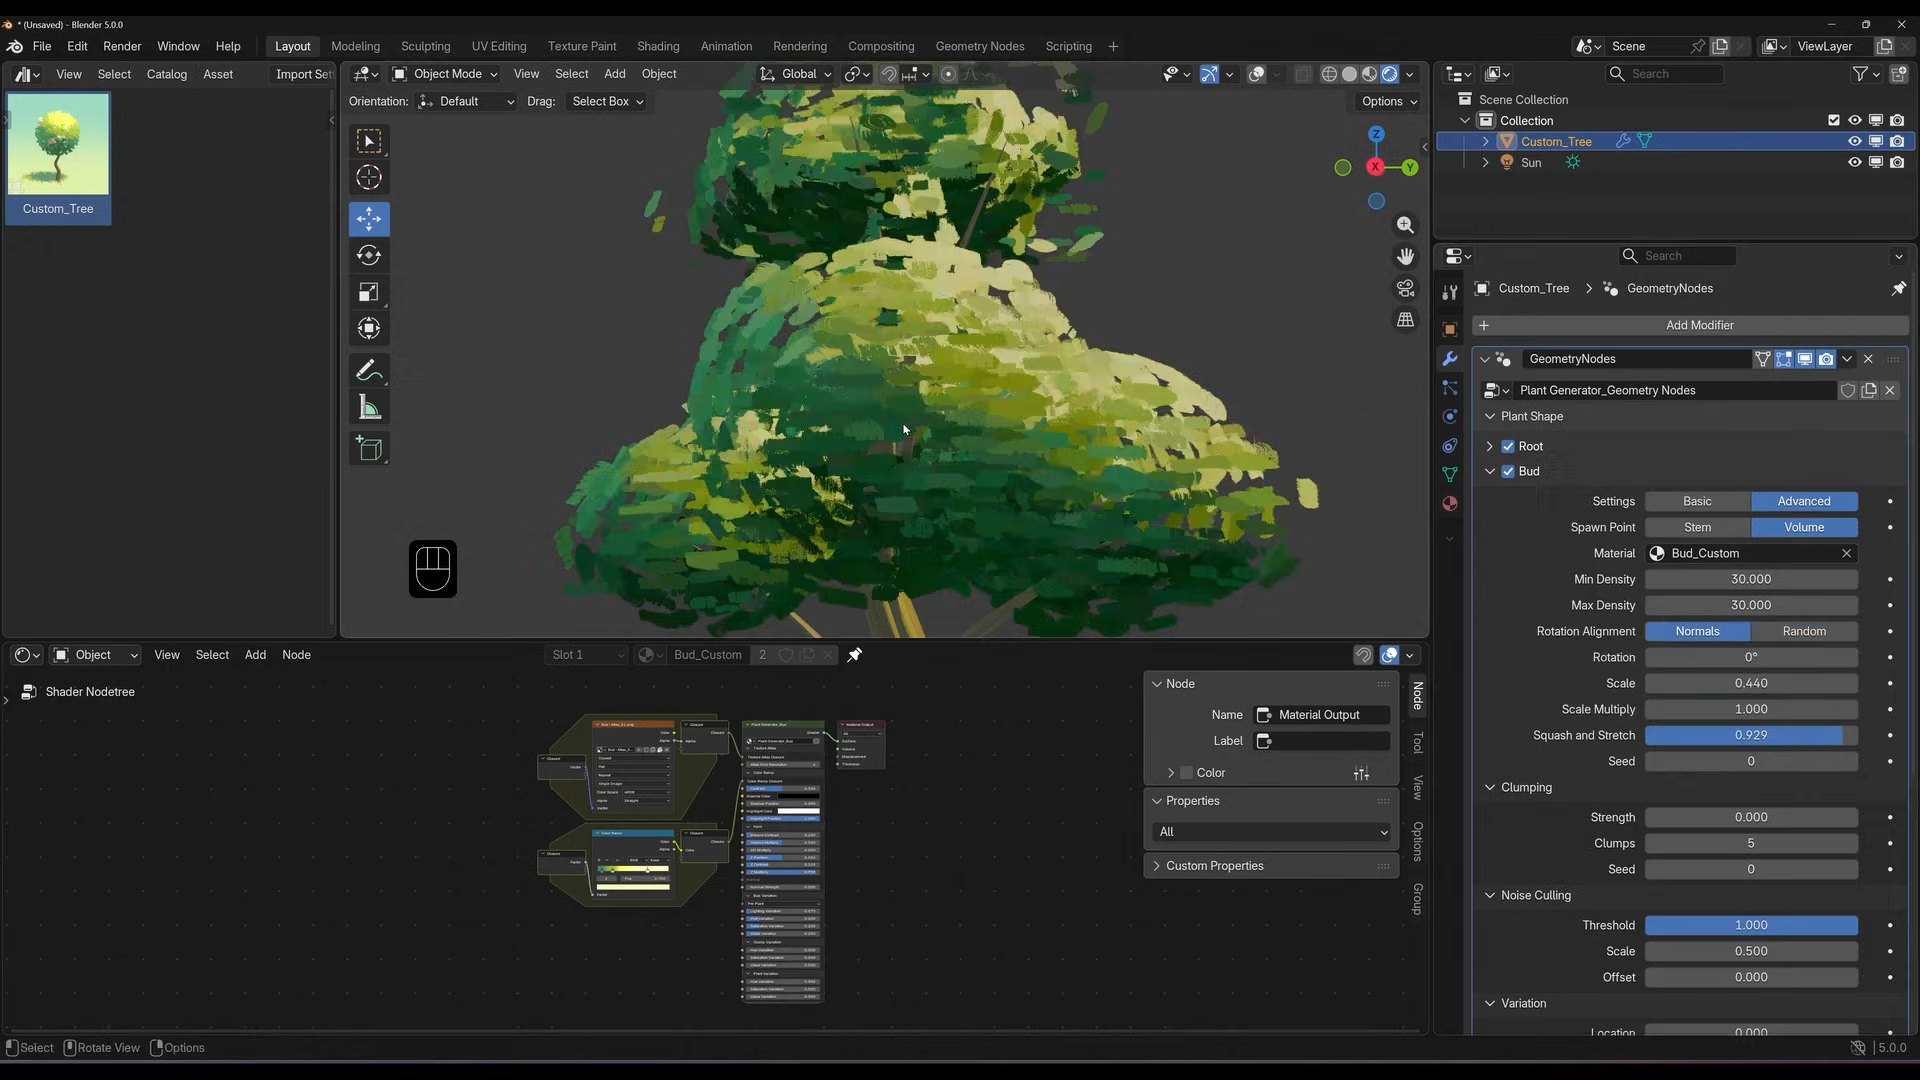 * (Unsaved) - Blender 5.0.0
File Edit Render Window Help
Layout Modeling Sculpting UV Editing Texture Paint Shading Animation Rendering Compositing Geometry Nodes Scripting
Scene
ViewLayer
View Select Catalog Asset Import Set
Custom_Tree
Object Mode View Select Add Object
Global
Orientation: Default Drag: Select Box
Options
Z
X
Y
Search
Scene Collection
Collection
Custom_Tree
Sun
Search
Custom_Tree > GeometryNodes
Add Modifier
GeometryNodes
Plant Generator_Geometry Nodes
Plant Shape
Root
Bud
Settings Basic Advanced
Spawn Point Stem Volume
Material Bud_Custom
Min Density 30.000
Max Density 30.000
Rotation Alignment Normals Random
Rotation 0°
Scale 0.440
Scale Multiply 1.000
Squash and Stretch 0.929
Seed 0
Clumping
Strength 0.000
Clumps 5
Seed 0
Noise Culling
Threshold 1.000
Scale 0.500
Offset 0.000
Variation
Location 0.000
Object View Select Add Node
Slot 1
Bud_Custom 2
Shader Nodetree
Node
Name Material Output
Label
Color
Properties
All
Custom Properties
Node
Tool
View
Options
Group
Select Rotate View Options
5.0.0